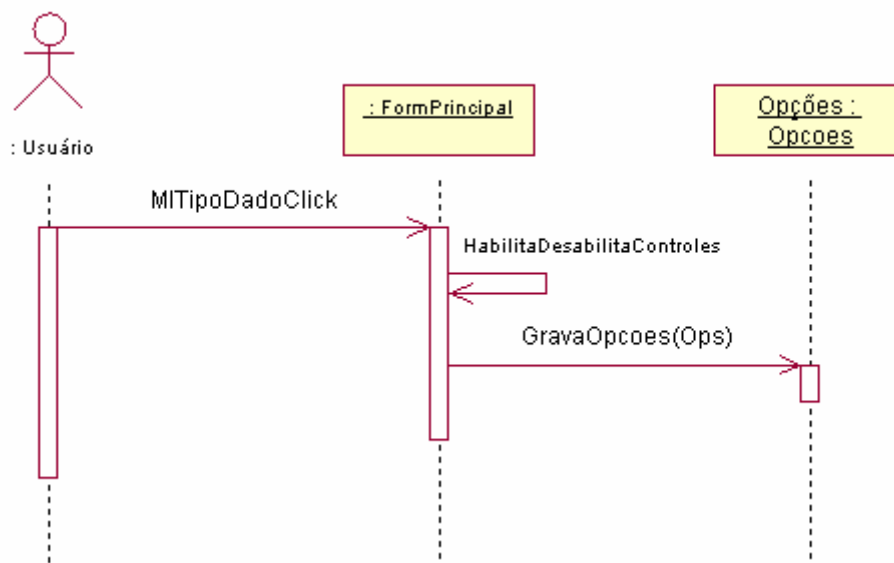 : Usuário
: FormPrincipal
Opções :
Opcoes
MITipoDadoClick
HabilitaDesabilitaControles
GravaOpcoes(Ops)